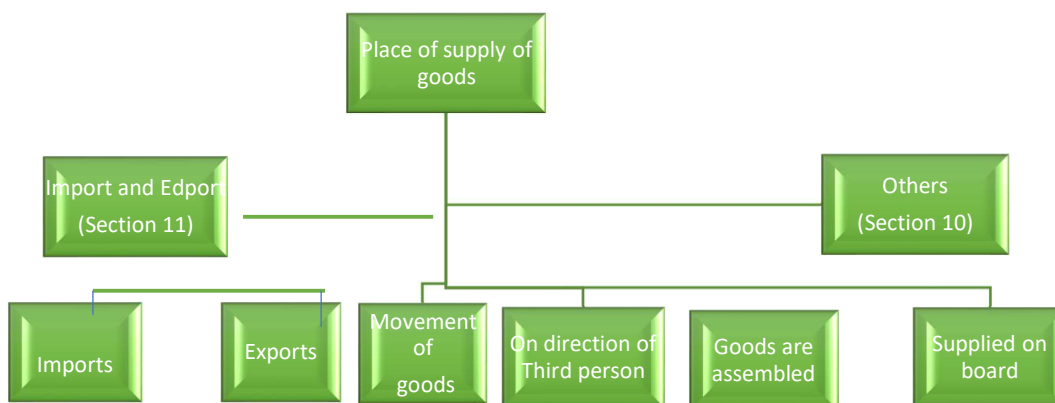 Place of supply of
goods
Import and Edport
(Section 11)
Others
(Section 10)
Imports
Exports
Movement
of
goods
On direction of
Third person
Goods are
assembled
Supplied on
board